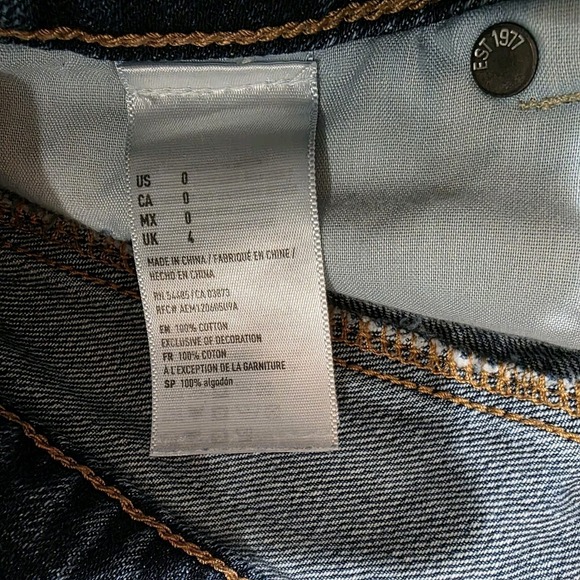 EST 1977
US 0
CA 0
MX 0
UK 4
MADE IN CHINA / FABRIQUÉ EN CHINE /
HECHO EN CHINA
RN 54485 / CA 03873
RFC# AEM120606SU9A
EN 100% COTTON
EXCLUSIVE OF DECORATION
FR 100% COTON
À L'EXCEPTION DE LA GARNITURE
SP 100% algodón